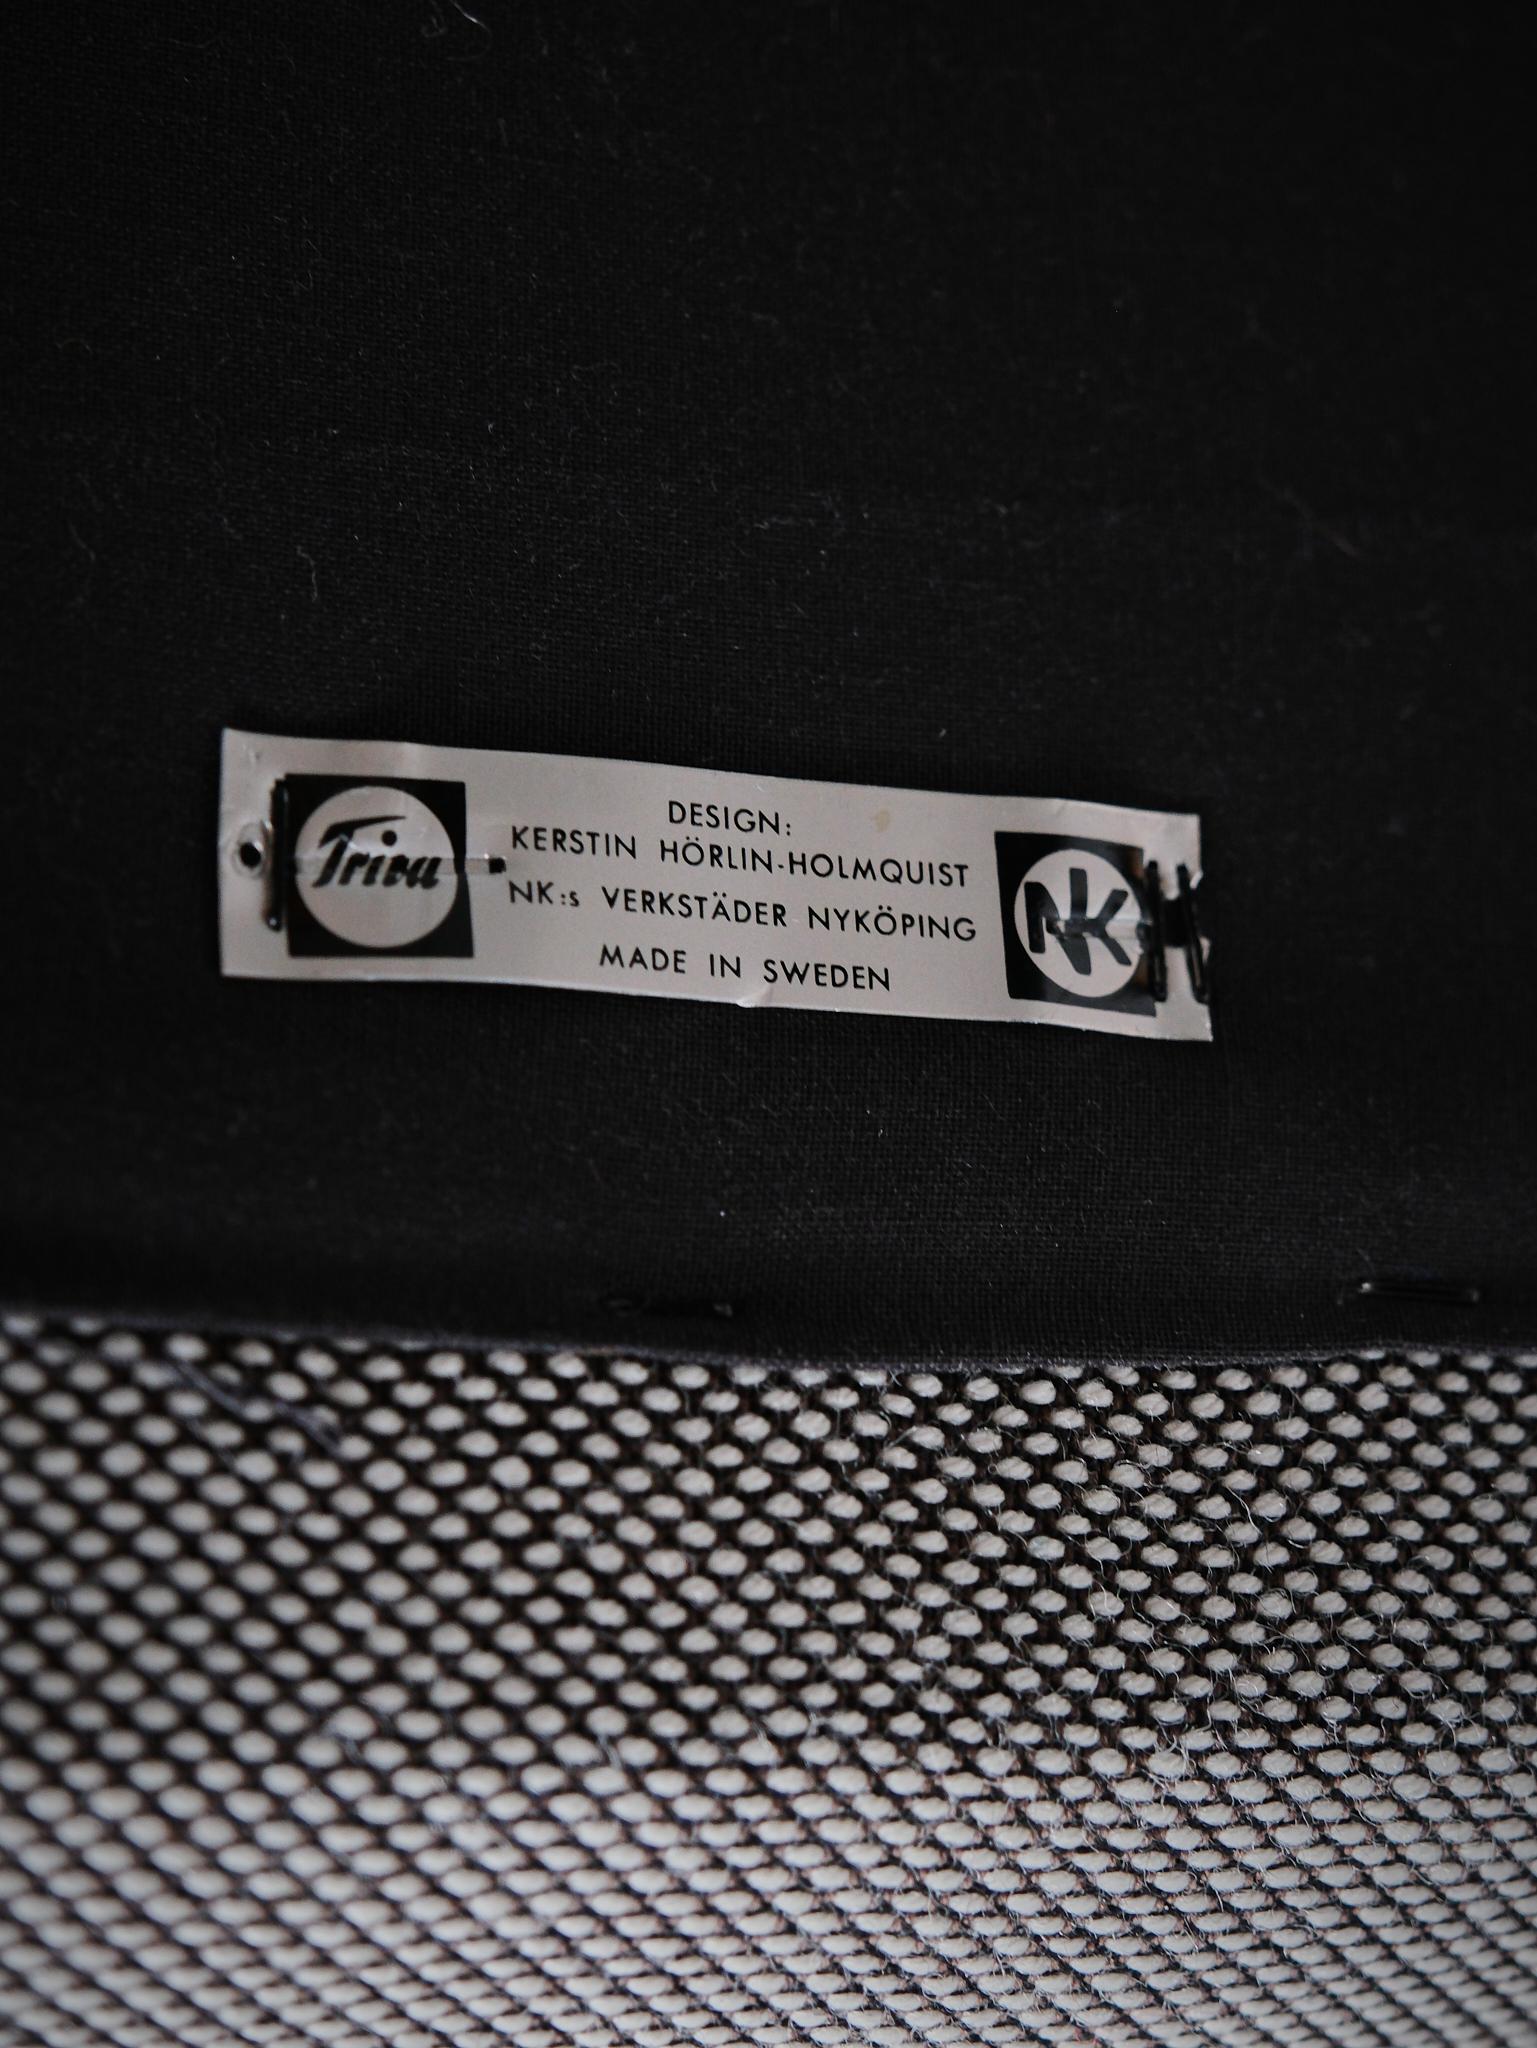 Triva
DESIGN:
KERSTIN HÖRLIN-HOLMQUIST
NK:s VERKSTÄDER NYKÖPING
MADE IN SWEDEN
NK